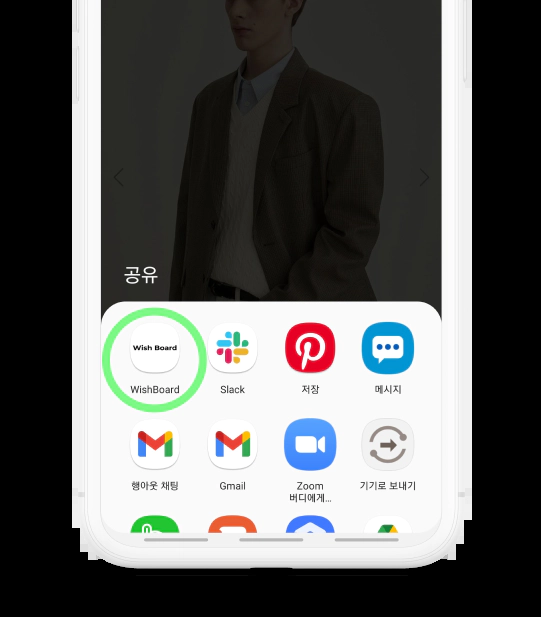 공유
Wish Board
WishBoard
Slack
저장
메시지
행아웃 채팅
Gmail
Zoom
버디에게...
기기로 보내기